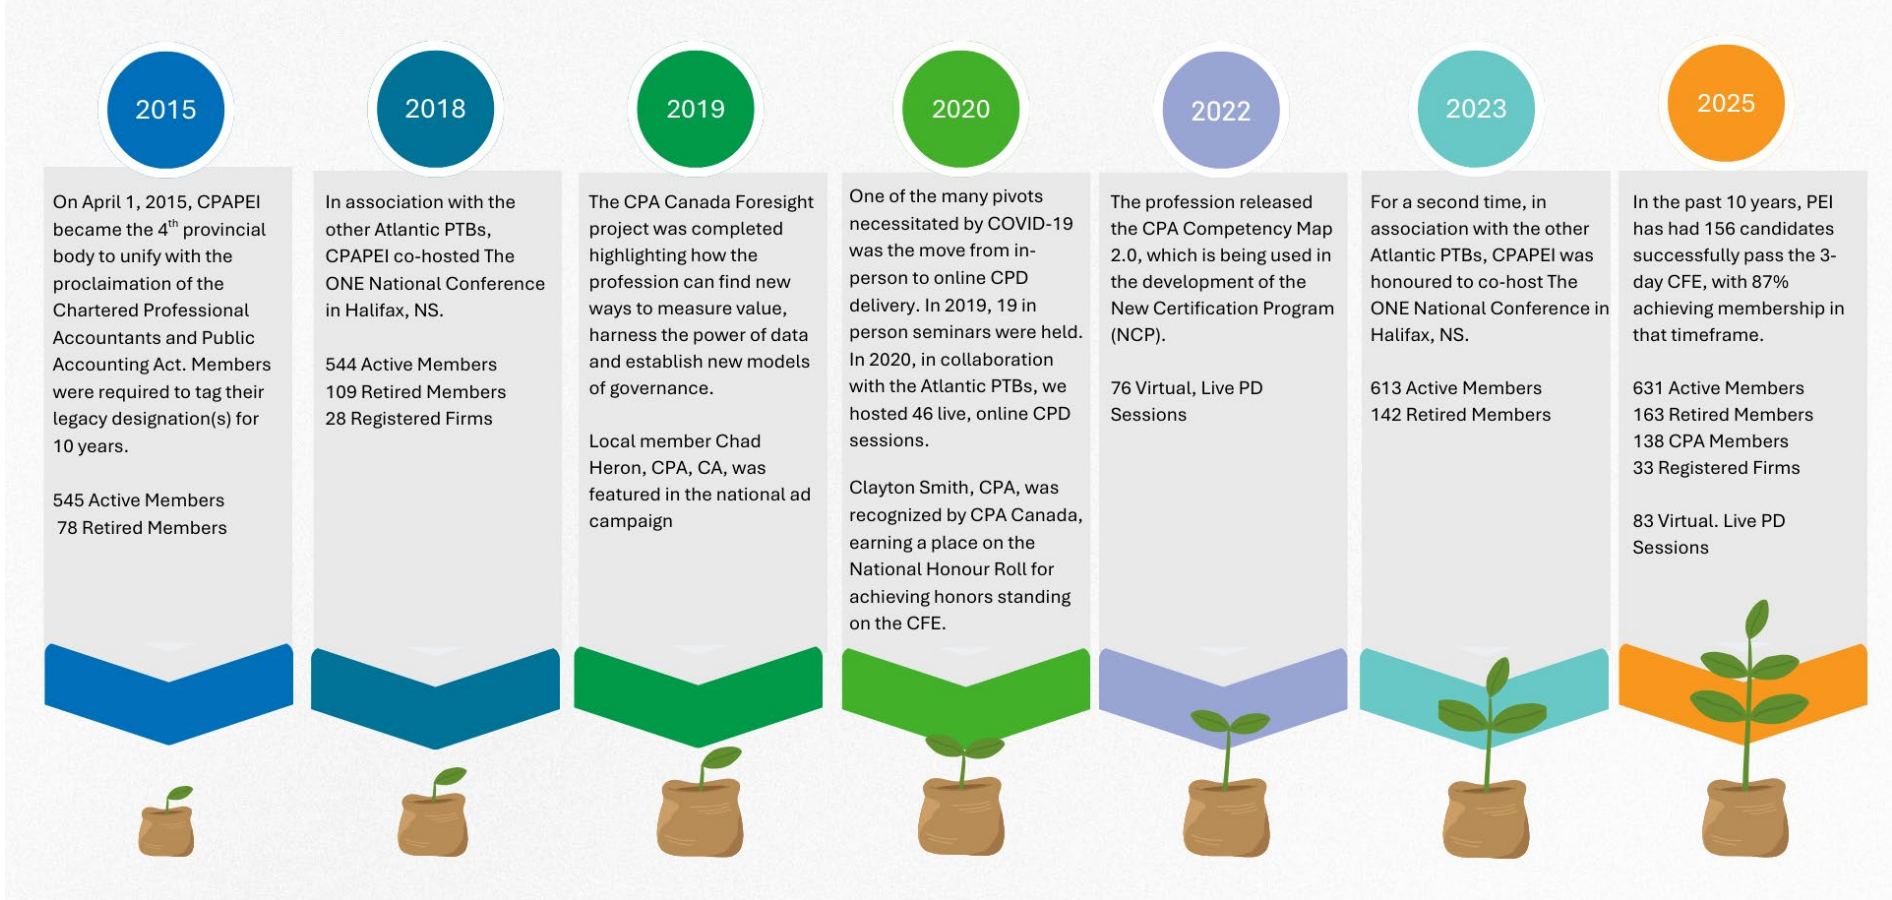 2015
On April 1, 2015, CPAPEI
became the 4th provincial
body to unify with the
proclaimation of the
Chartered Professional
Accountants and Public
Accounting Act. Members
were required to tag their
legacy designation(s) for
10 years.
545 Active Members
78 Retired Members
2018
In association with the
other Atlantic PTBs,
CPAPEI co-hosted The
ONE National Conference
in Halifax, NS.
544 Active Members
109 Retired Members
28 Registered Firms
2019
The CPA Canada Foresight
project was completed
highlighting how the
profession can find new
ways to measure value,
harness the power of data
and establish new models
of governance.
Local member Chad
Heron, CPA, CA, was
featured in the national ad
campaign
2020
One of the many pivots
necessitated by COVID-19
was the move from in-
person to online CPD
delivery. In 2019, 19 in
person seminars were held.
In 2020, in collaboration
with the Atlantic PTBs, we
hosted 46 live, online CPD
sessions.
Clayton Smith, CPA, was
recognized by CPA Canada,
earning a place on the
National Honour Roll for
achieving honors standing
on the CFE.
2022
The profession released
the CPA Competency Map
2.0, which is being used in
the development of the
New Certification Program
(NCP).
76 Virtual, Live PD
Sessions
2023
For a second time, in
association with the other
Atlantic PTBs, CPAPEI was
honoured to co-host The
ONE National Conference in
Halifax, NS.
613 Active Members
142 Retired Members
2025
In the past 10 years, PEI
has had 156 candidates
successfully pass the 3-
day CFE, with 87%
achieving membership in
that timeframe.
631 Active Members
163 Retired Members
138 CPA Members
33 Registered Firms
83 Virtual. Live PD
Sessions